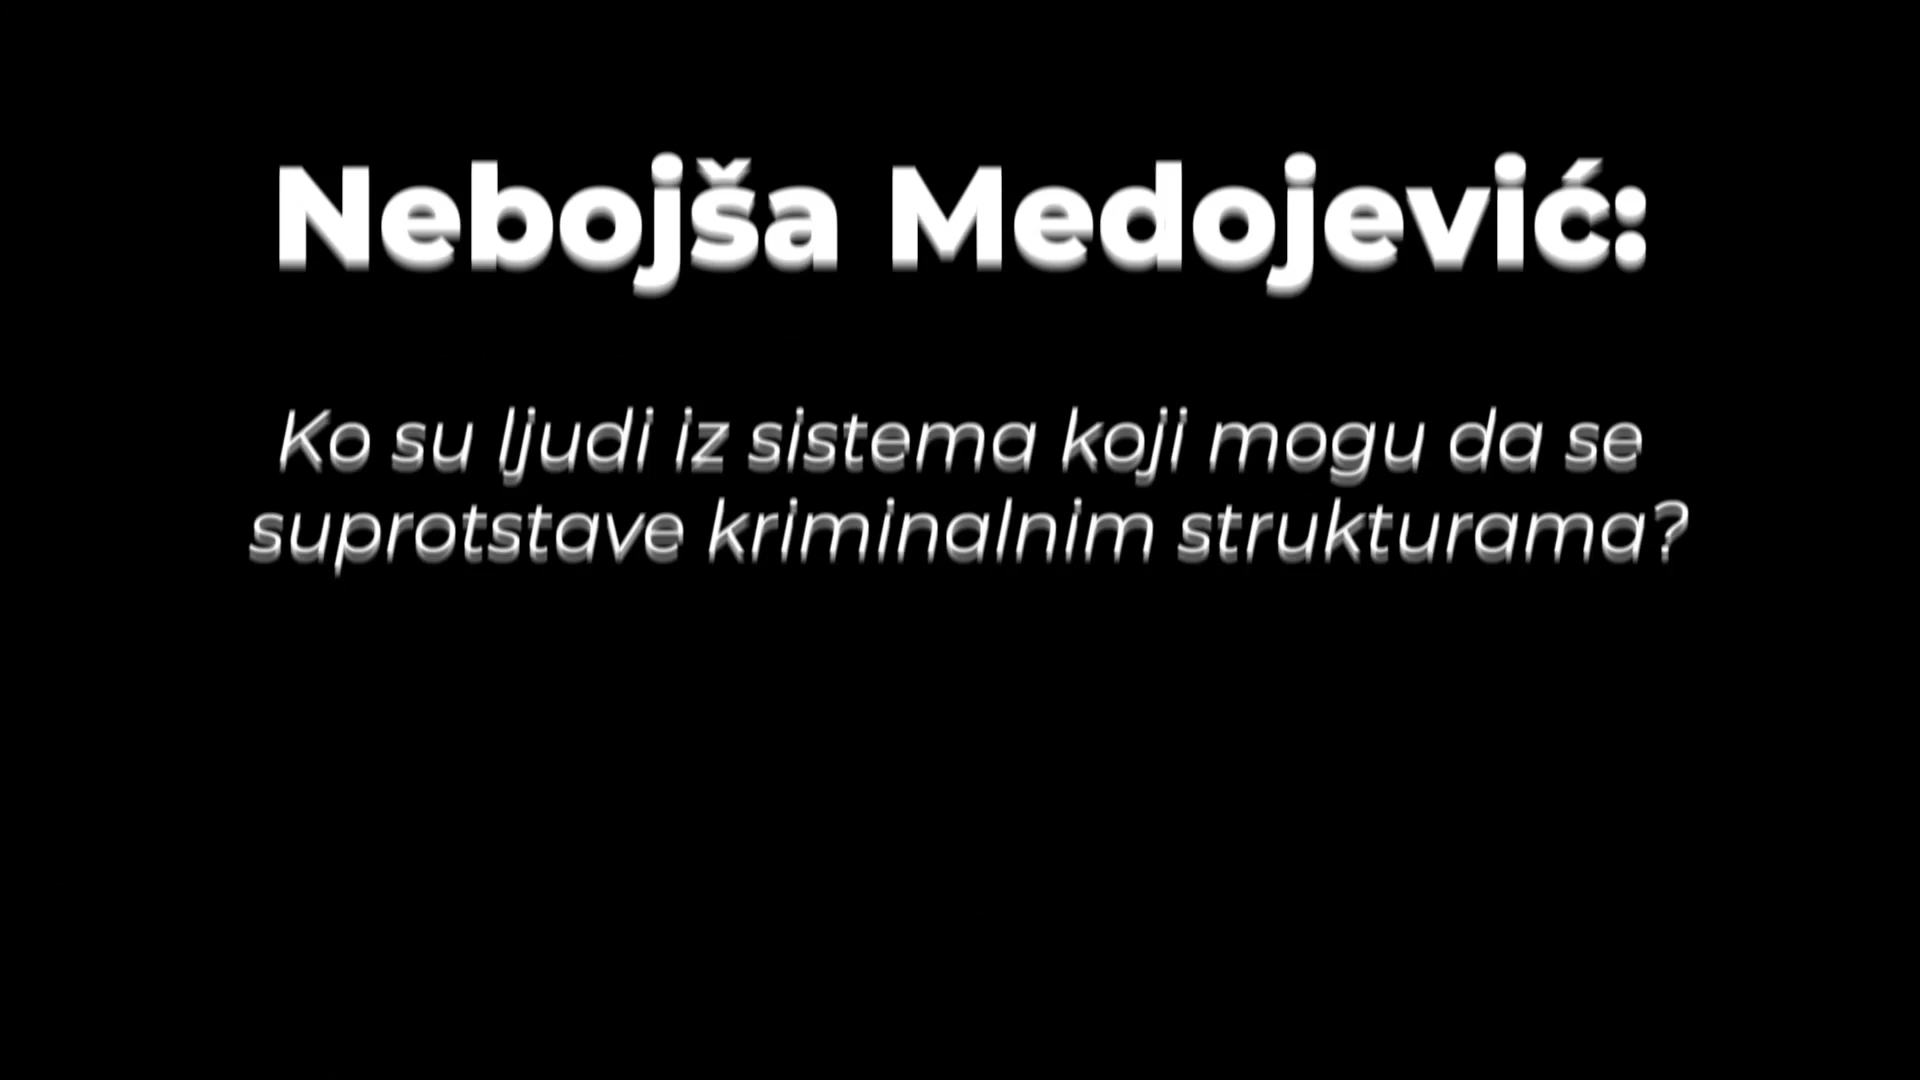 Nebojša Medojević:
Ko su ljudi iz sistema koji mogu da se
suprotstave kriminalnim strukturama?